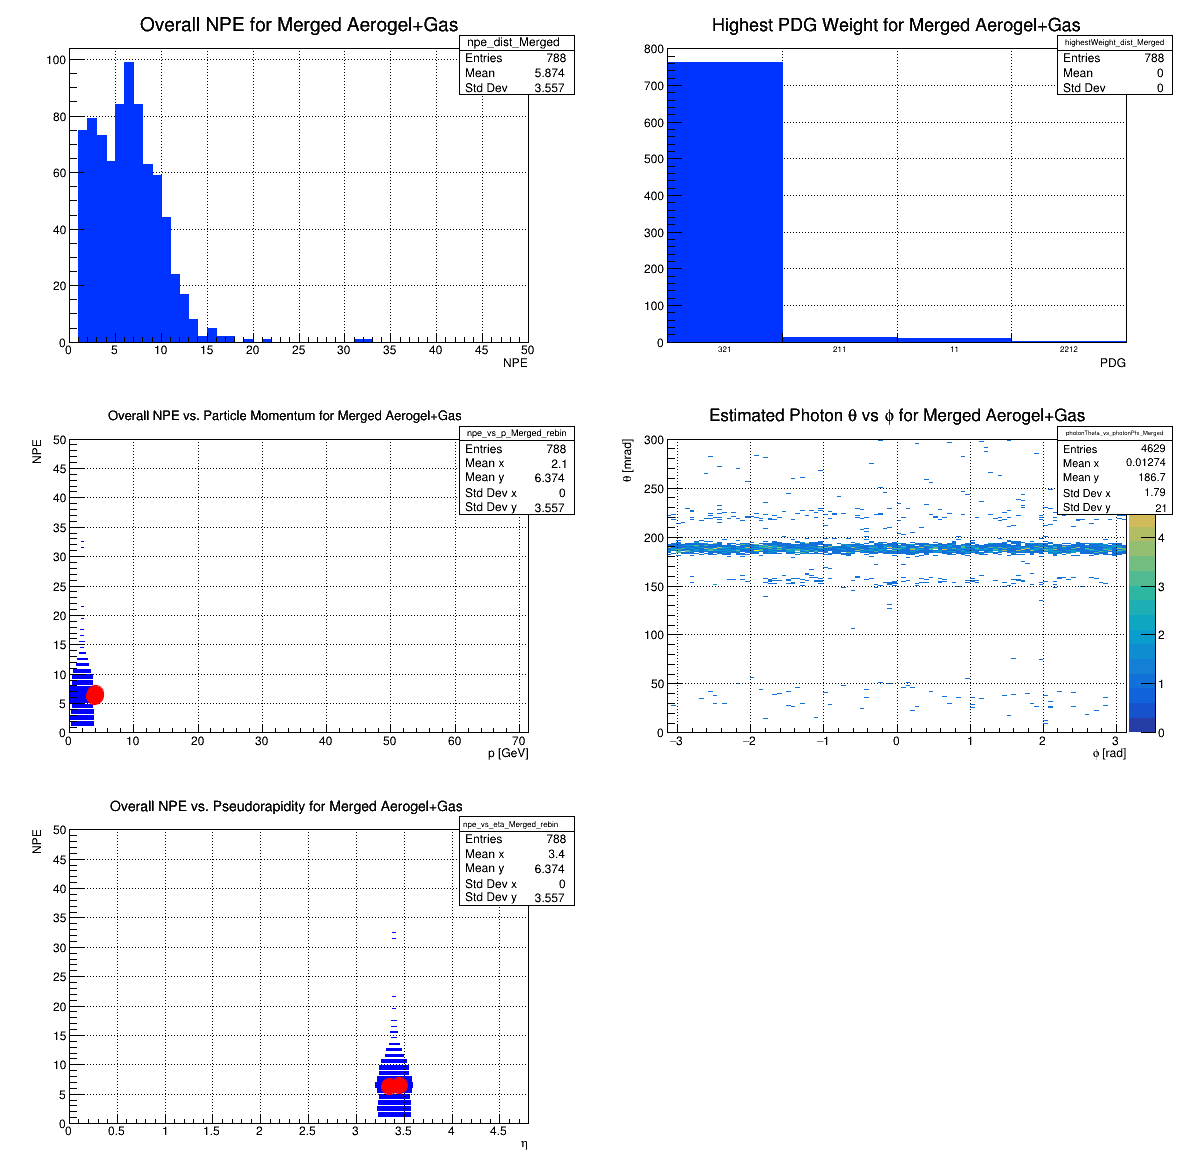 Overall NPE for Merged Aerogel+Gas
npe_dist_Merged
Entries 788
Mean 5.874
Std Dev 3.557
100
80
60
40
20
0
0 5 10 15 20 25 30 35 40 45 50
NPE
Highest PDG Weight for Merged Aerogel+Gas
highestWeight_dist_Merged
Entries 788
Mean 0
Std Dev 0
800
700
600
500
400
300
200
100
0
321 211 11 2212
PDG
Overall NPE vs. Particle Momentum for Merged Aerogel+Gas
npe_vs_p_Merged_rebin
Entries 788
Mean x 2.1
Mean y 6.374
Std Dev x 0
Std Dev y 3.557
NPE
50
45
40
35
30
25
20
15
10
5
0
0 10 20 30 40 50 60 70
p [GeV]
Estimated Photon θ vs ϕ for Merged Aerogel+Gas
photonTheta_vs_photonPhi_Merged
Entries 4629
Mean x 0.01274
Mean y 186.7
Std Dev x 1.79
Std Dev y 21
θ [mrad]
300
250
200
150
100
50
0
−3 −2 −1 0 1 2 3
ϕ [rad]
4
3
2
1
0
Overall NPE vs. Pseudorapidity for Merged Aerogel+Gas
npe_vs_eta_Merged_rebin
Entries 788
Mean x 3.4
Mean y 6.374
Std Dev x 0
Std Dev y 3.557
NPE
50
45
40
35
30
25
20
15
10
5
0
0 0.5 1 1.5 2 2.5 3 3.5 4 4.5
η